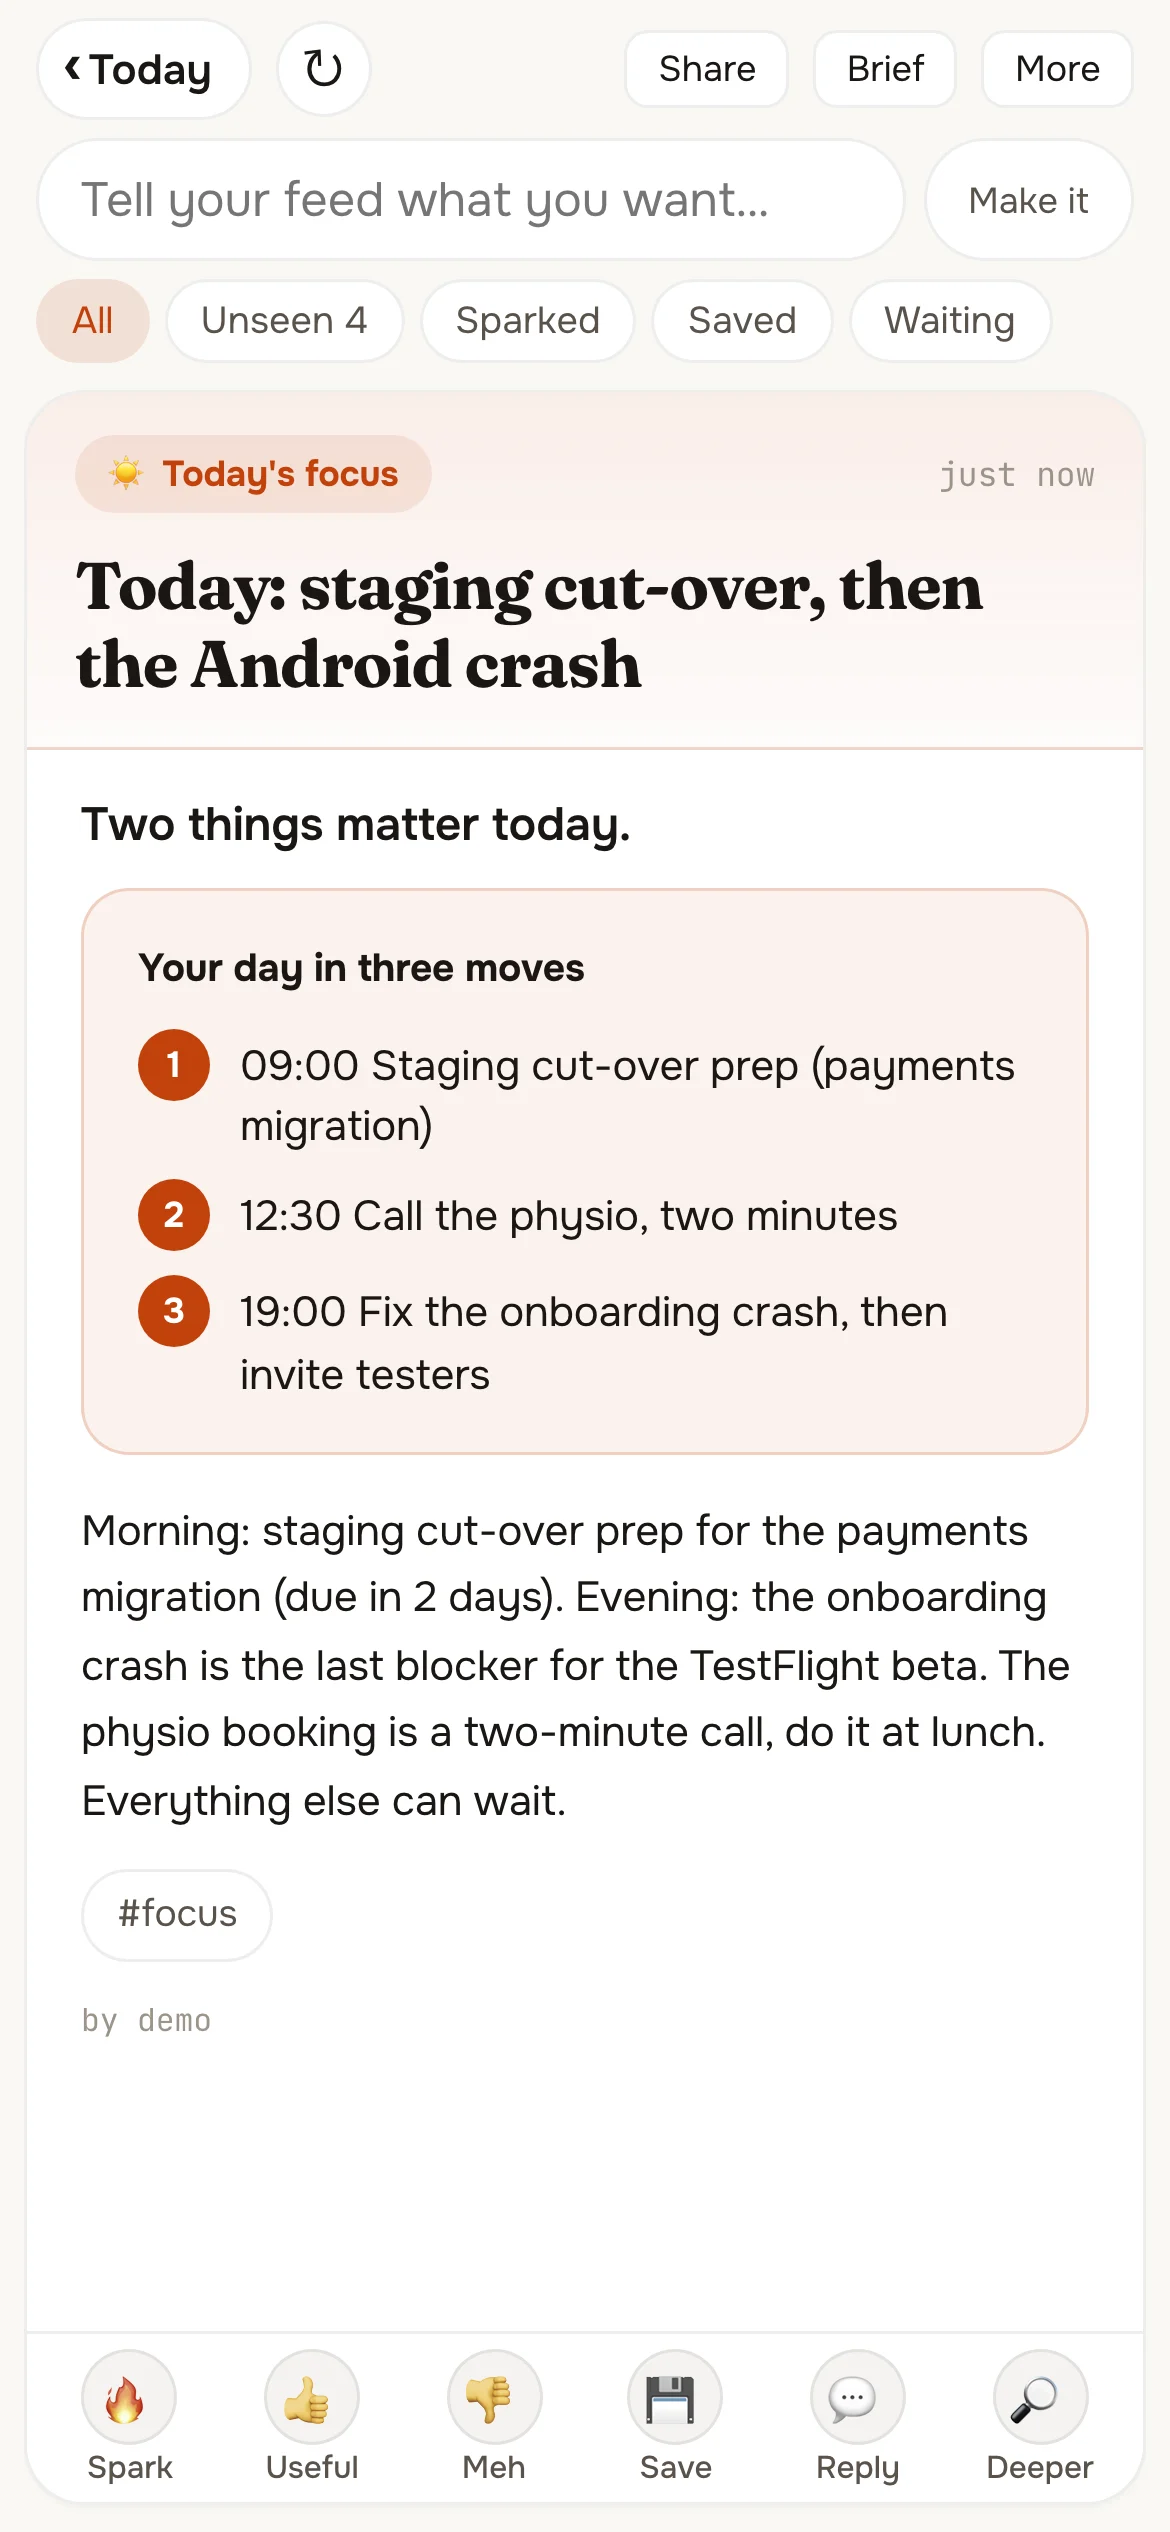 ‹ Today ↻ Share Brief More
Tell your feed what you want... Make it
All Unseen 4 Sparked Saved Waiting
☀️ Today's focus just now
Today: staging cut-over, then
the Android crash
Two things matter today.
Your day in three moves
1 09:00 Staging cut-over prep (payments
migration)
2 12:30 Call the physio, two minutes
3 19:00 Fix the onboarding crash, then
invite testers
Morning: staging cut-over prep for the payments
migration (due in 2 days). Evening: the onboarding
crash is the last blocker for the TestFlight beta. The
physio booking is a two-minute call, do it at lunch.
Everything else can wait.
#focus
by demo
Spark Useful Meh Save Reply Deeper